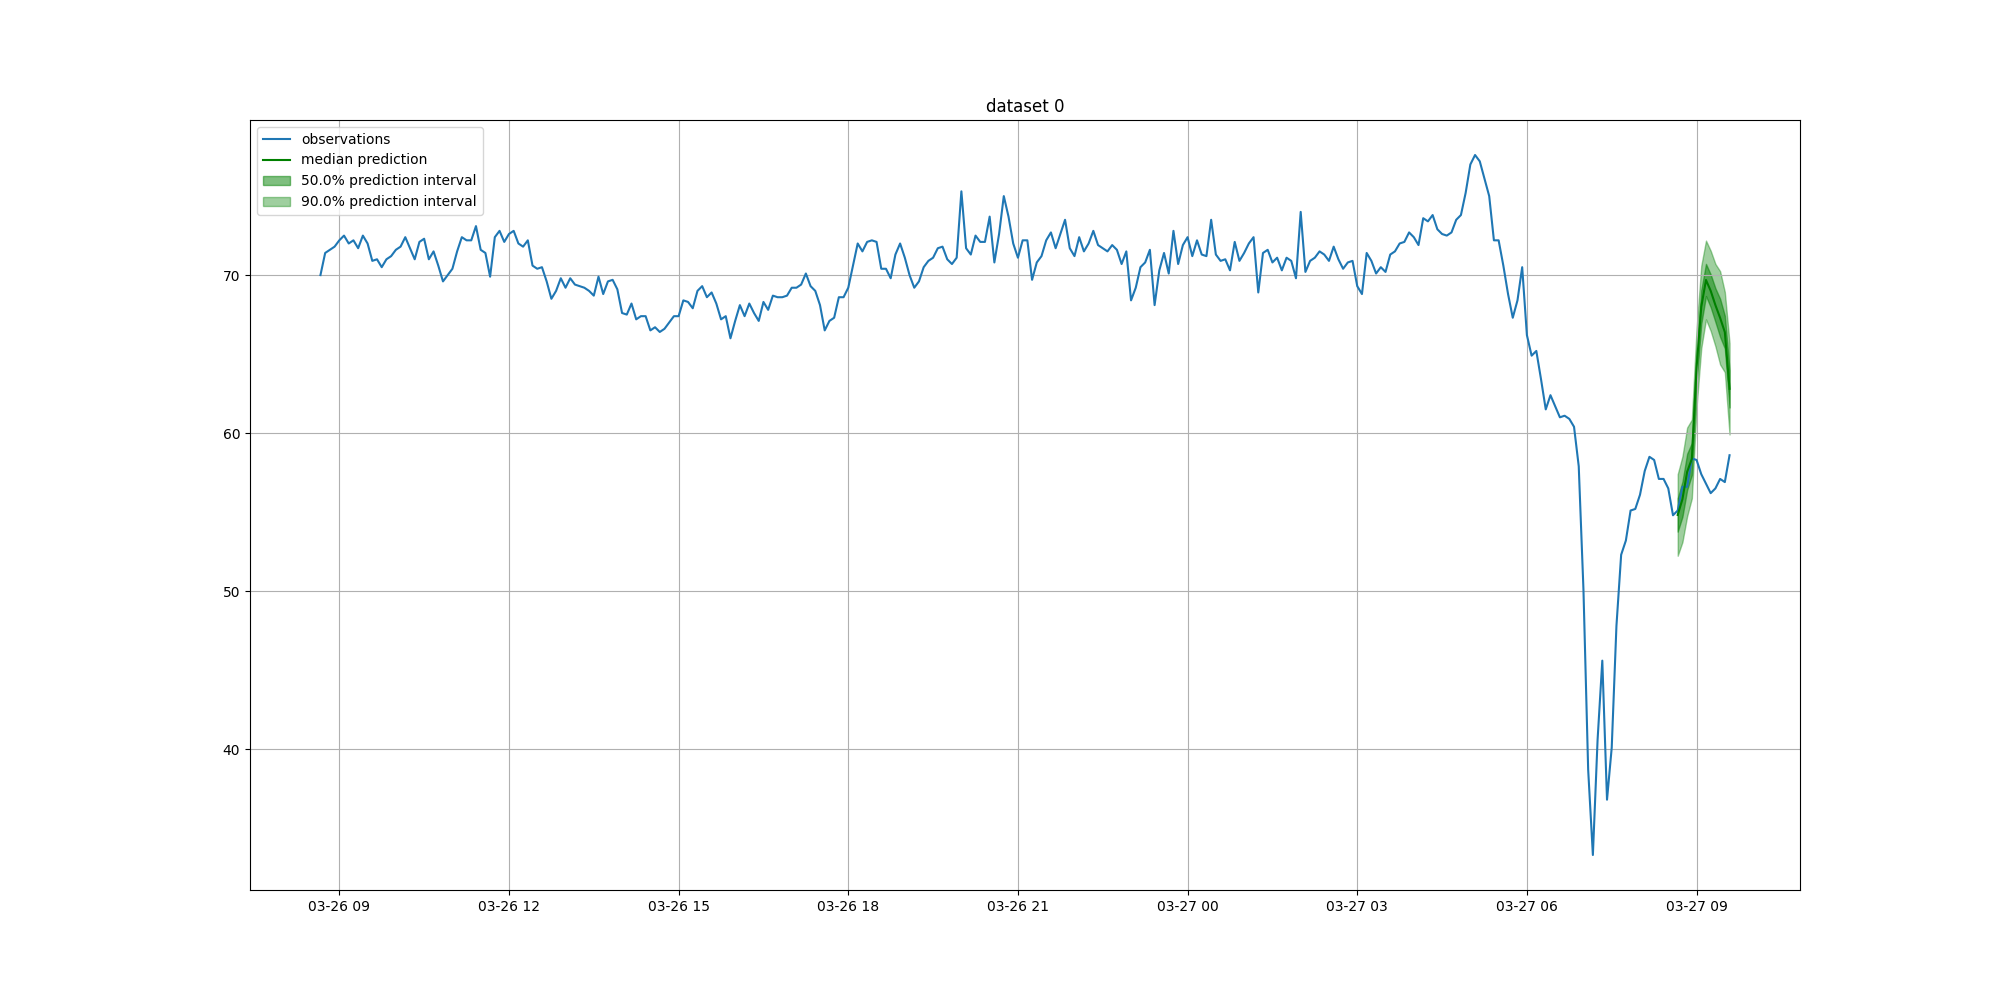 dataset 0
observations
median prediction
50.0% prediction interval
90.0% prediction interval
70
60
50
40
03-26 09 03-26 12 03-26 15 03-26 18 03-26 21 03-27 00 03-27 03 03-27 06 03-27 09